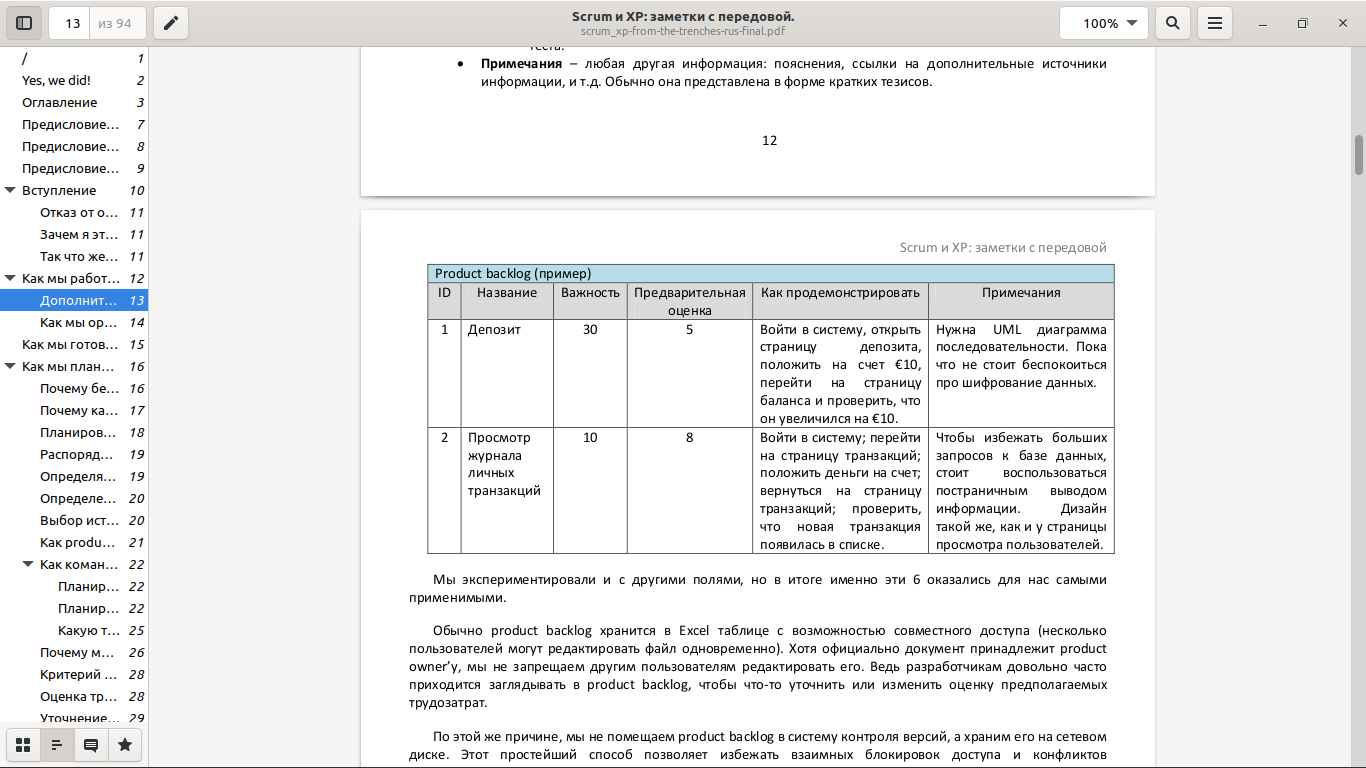 13 из 94
Scrum и XP: заметки с передовой.
scrum_xp-from-the-trenches-rus-final.pdf
100%
/ 1
Yes, we did! 2
Оглавление 3
Предисловие… 7
Предисловие… 8
Предисловие… 9
Вступление 10
Отказ от о… 11
Зачем я эт… 11
Так что же… 11
Как мы работ… 12
Дополнит… 13
Как мы ор… 14
Как мы готов… 15
Как мы план… 16
Почему бе… 16
Почему ка… 17
Планиров… 18
Распоряд… 19
Определя… 19
Определе… 20
Выбор ист… 20
Как produ… 21
Как коман… 22
Планир… 22
Планир… 22
Какую т… 25
Почему м… 26
Критерий … 28
Оценка тр… 28
Уточнение… 29
теста.
• Примечания – любая другая информация: пояснения, ссылки на дополнительные источники
информации, и т.д. Обычно она представлена в форме кратких тезисов.
12
Scrum и XP: заметки с передовой
Product backlog (пример)
ID Название Важность Предварительная оценка Как продемонстрировать Примечания
1 Депозит 30 5
Войти в систему, открыть
страницу депозита,
положить на счет €10,
перейти на страницу
баланса и проверить, что
он увеличился на €10.
Нужна UML диаграмма
последовательности. Пока
что не стоит беспокоиться
про шифрование данных.
2
Просмотр
журнала
личных
транзакций
10 8
Войти в систему; перейти
на страницу транзакций;
положить деньги на счет;
вернуться на страницу
транзакций; проверить,
что новая транзакция
появилась в списке.
Чтобы избежать больших
запросов к базе данных,
стоит воспользоваться
постраничным выводом
информации. Дизайн
такой же, как и у страницы
просмотра пользователей.
Мы экспериментировали и с другими полями, но в итоге именно эти 6 оказались для нас самыми
применимыми.
Обычно product backlog хранится в Excel таблице с возможностью совместного доступа (несколько
пользователей могут редактировать файл одновременно). Хотя официально документ принадлежит product
owner’у, мы не запрещаем другим пользователям редактировать его. Ведь разработчикам довольно часто
приходится заглядывать в product backlog, чтобы что-то уточнить или изменить оценку предполагаемых
трудозатрат.
По этой же причине, мы не помещаем product backlog в систему контроля версий, а храним его на сетевом
диске. Этот простейший способ позволяет избежать взаимных блокировок доступа и конфликтов